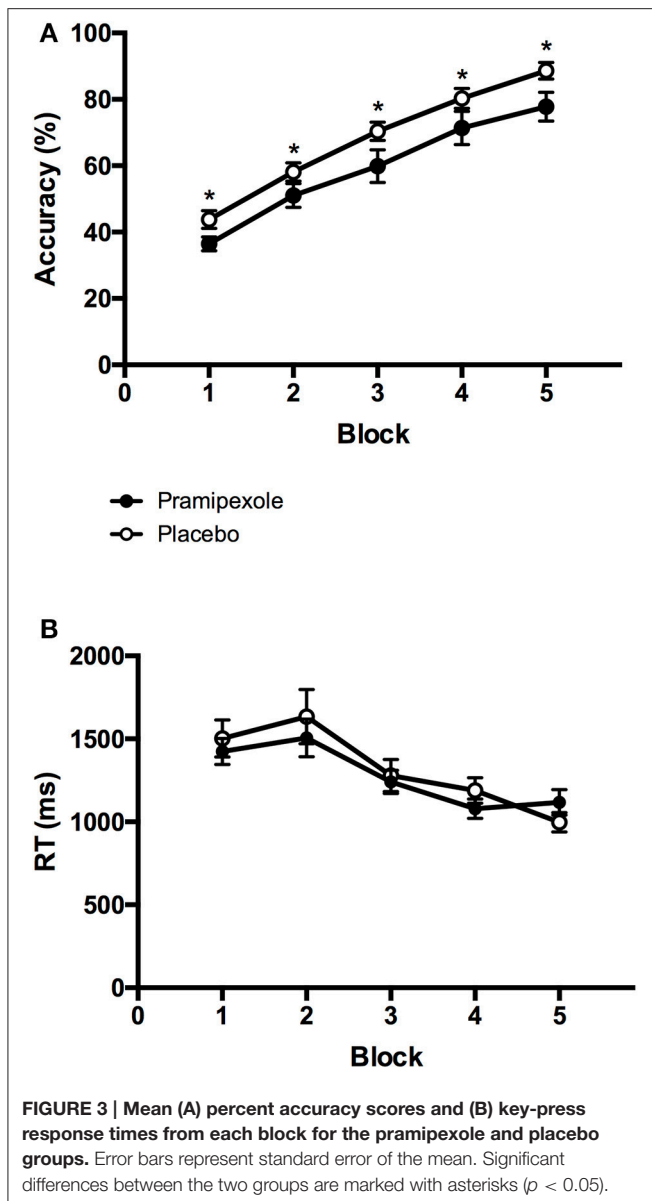 A
100
80
60
40
20
0
Accuracy (%)
* * * * *
0 1 2 3 4 5
Block
Pramipexole
Placebo
B
2000
1500
1000
500
0
RT (ms)
0 1 2 3 4 5
Block
FIGURE 3 | Mean (A) percent accuracy scores and (B) key-press
response times from each block for the pramipexole and placebo
groups. Error bars represent standard error of the mean. Significant
differences between the two groups are marked with asterisks (p < 0.05).